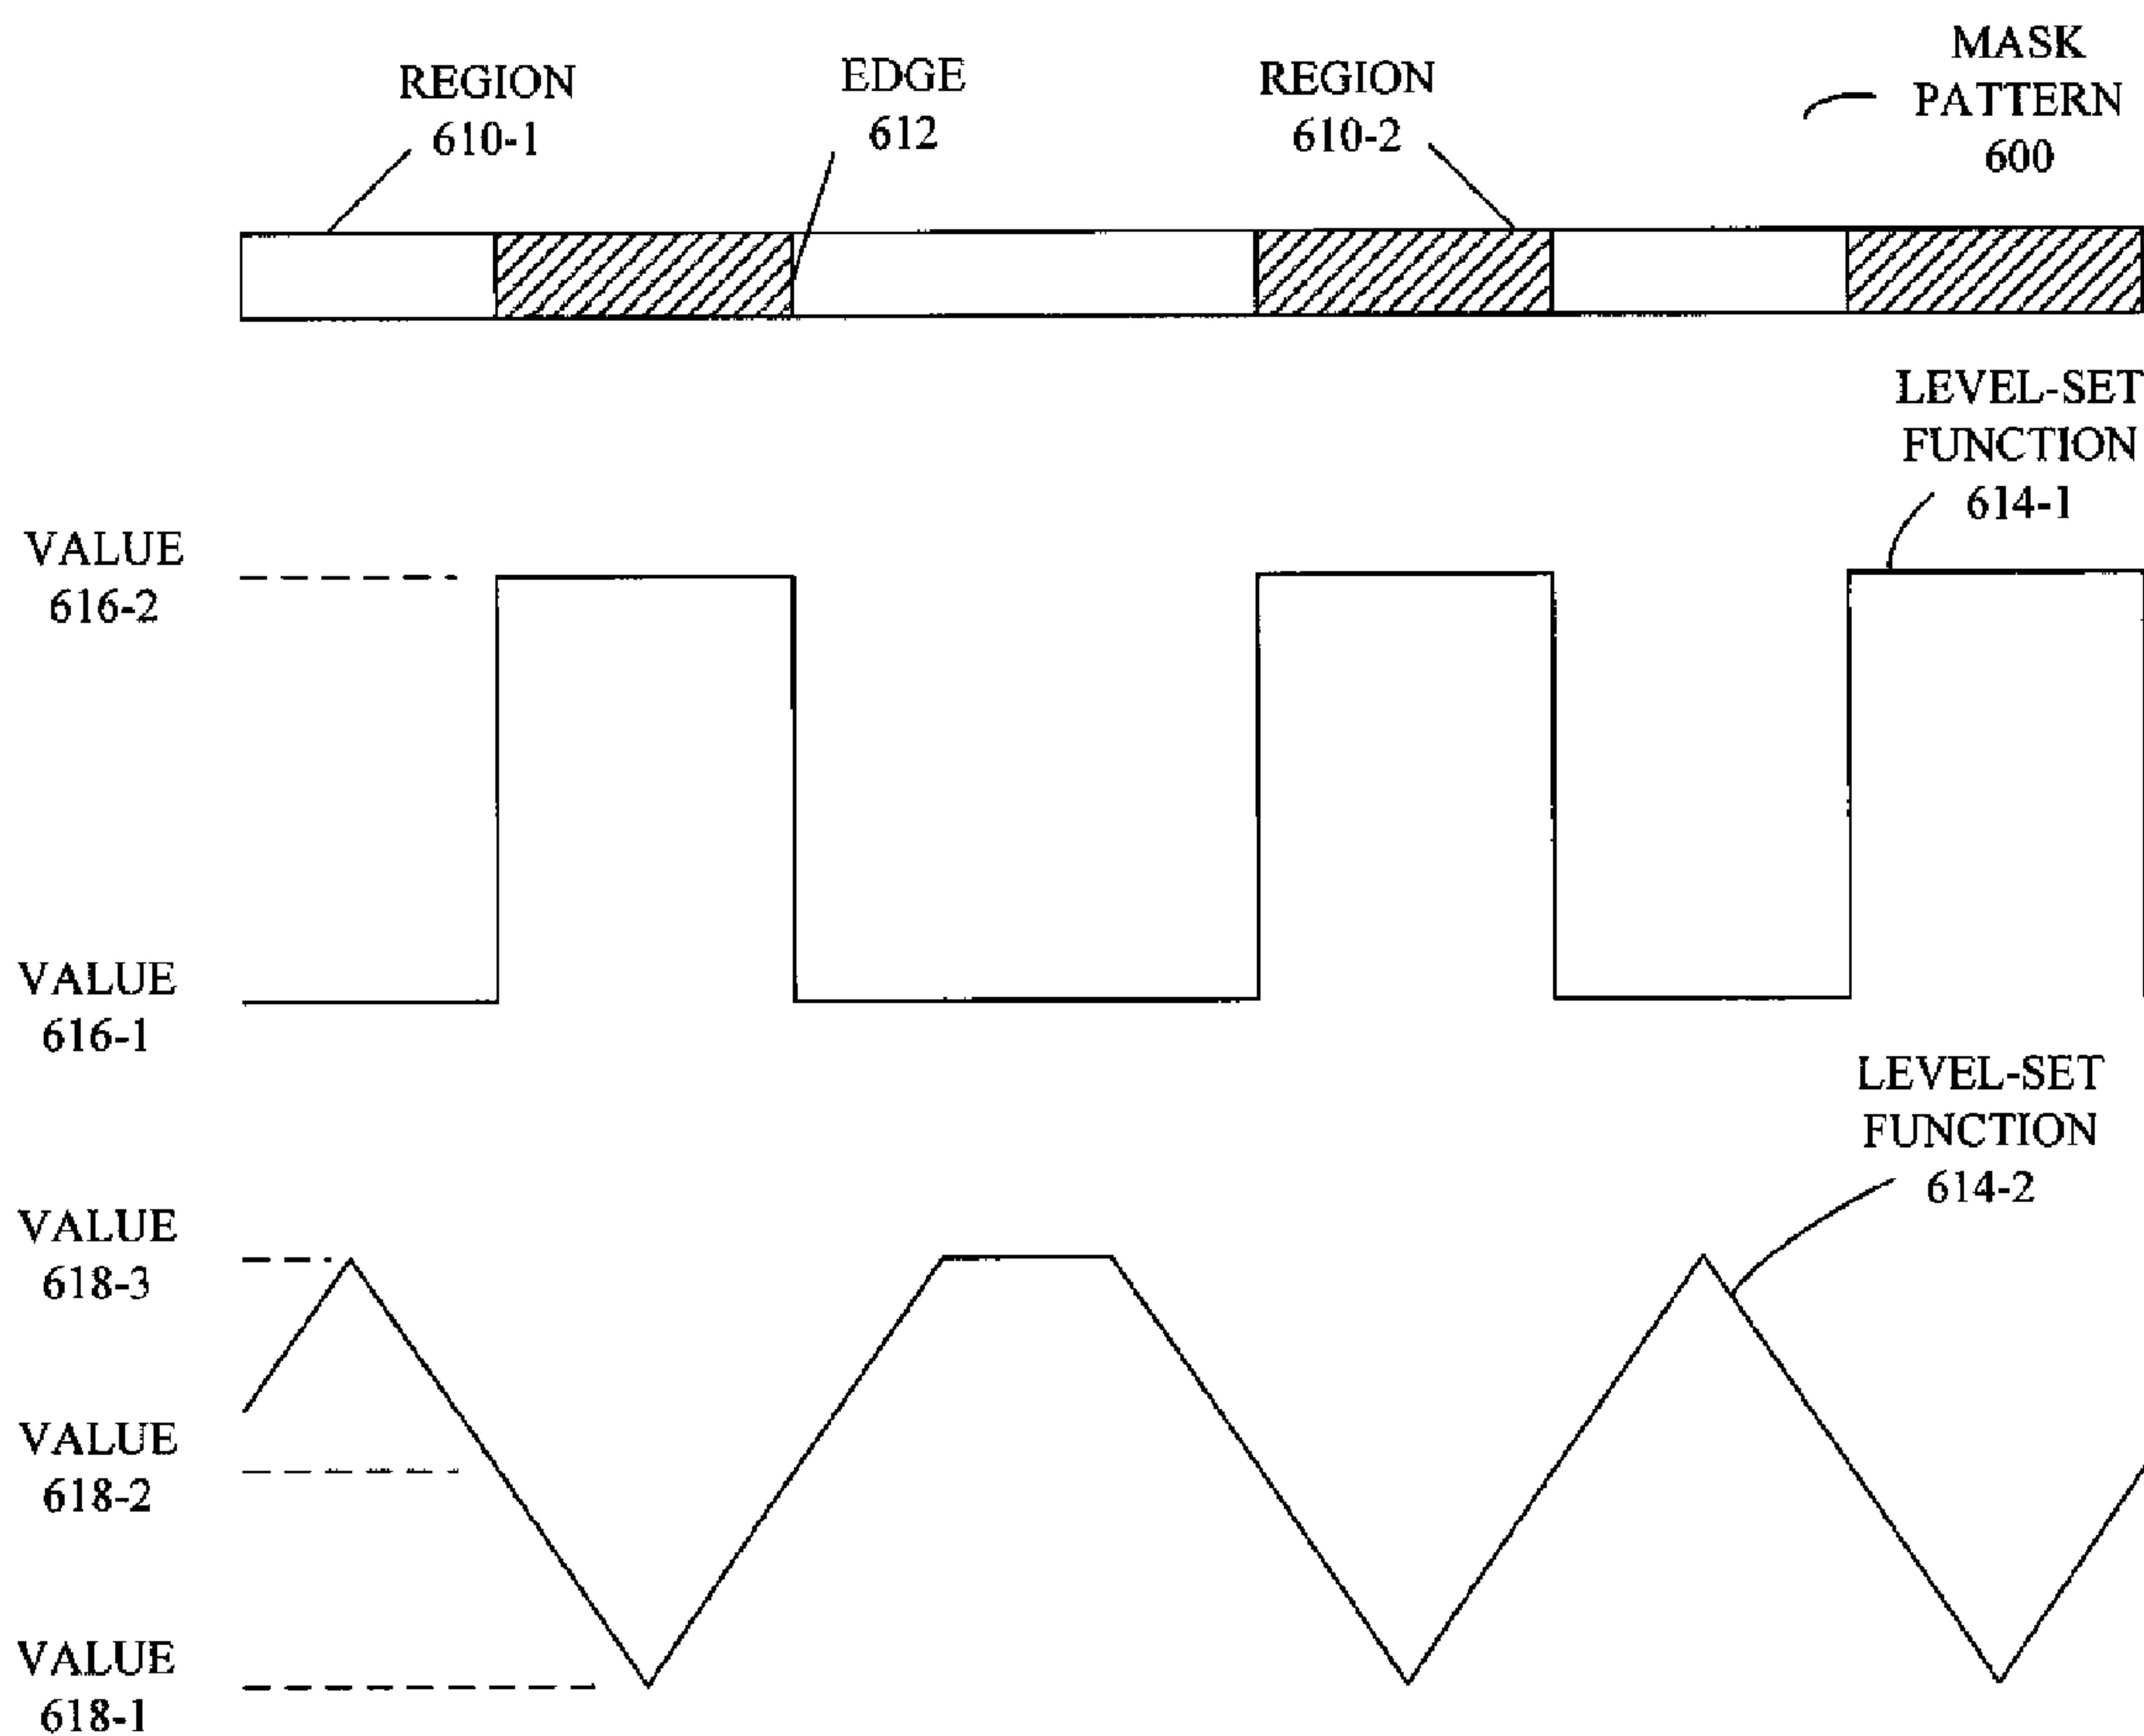 REGION
610-1
EDGE
612
REGION
610-2
MASK
PATTERN
600
LEVEL-SET
FUNCTION
614-1
VALUE
616-2
VALUE
616-1
LEVEL-SET
FUNCTION
614-2
VALUE
618-3
VALUE
618-2
VALUE
618-1